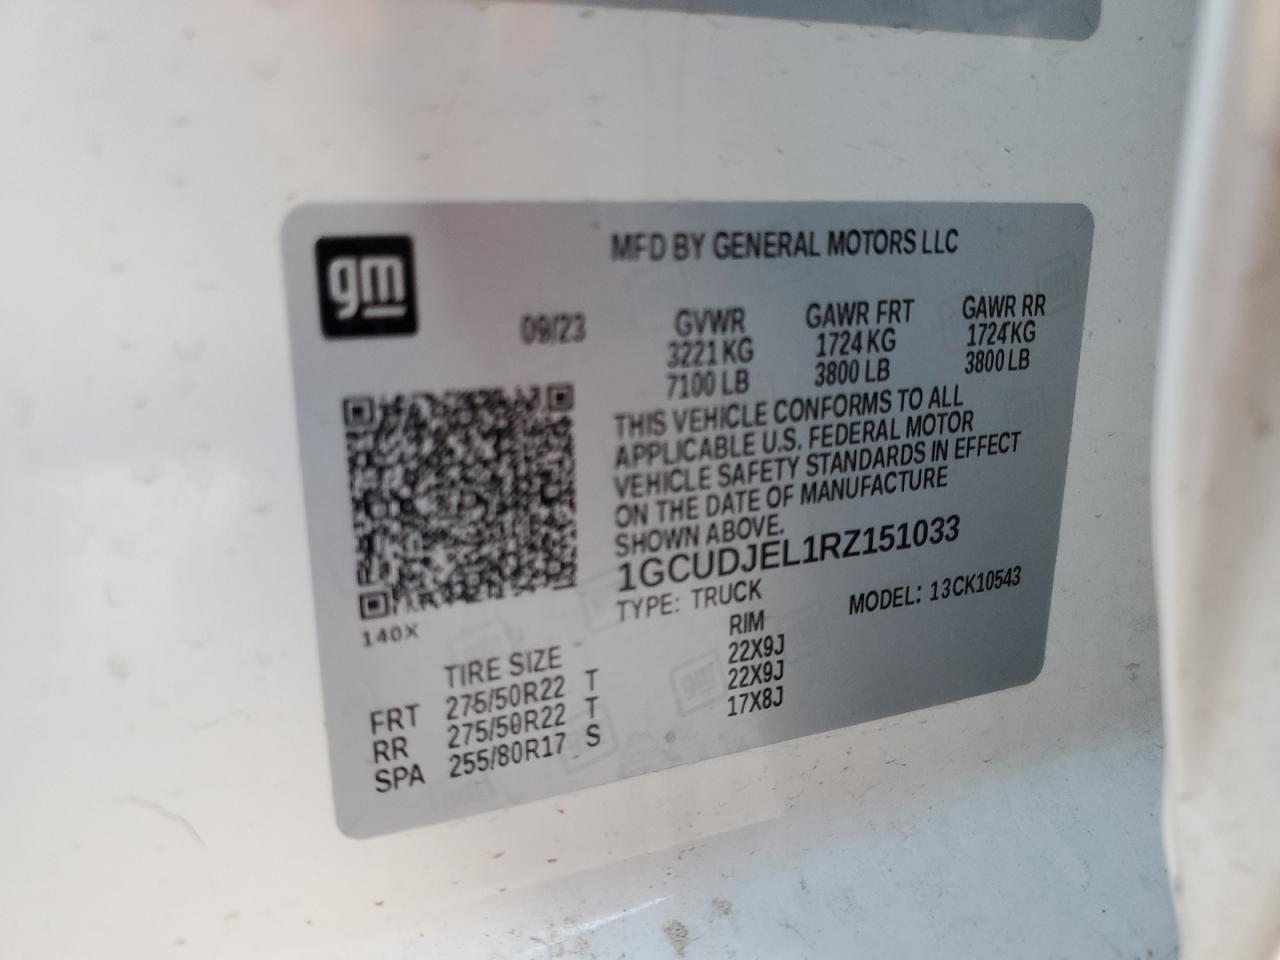 gm
MFD BY GENERAL MOTORS LLC
09/23
GVWR GAWR FRT GAWR RR
3221 KG 1724 KG 1724 KG
7100 LB 3800 LB 3800 LB
THIS VEHICLE CONFORMS TO ALL
APPLICABLE U.S. FEDERAL MOTOR
VEHICLE SAFETY STANDARDS IN EFFECT
ON THE DATE OF MANUFACTURE
SHOWN ABOVE.
1GCUDJEL1RZ151033
TYPE: TRUCK MODEL: 13CK10543
140X
TIRE SIZE RIM
FRT 275/50R22 T 22X9J
RR 275/50R22 T 22X9J
SPA 255/80R17 S 17X8J